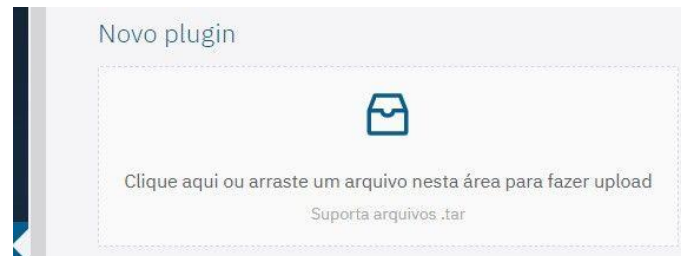 Novo plugin
Clique aqui ou arraste um arquivo nesta área para fazer upload
Suporta arquivos .tar